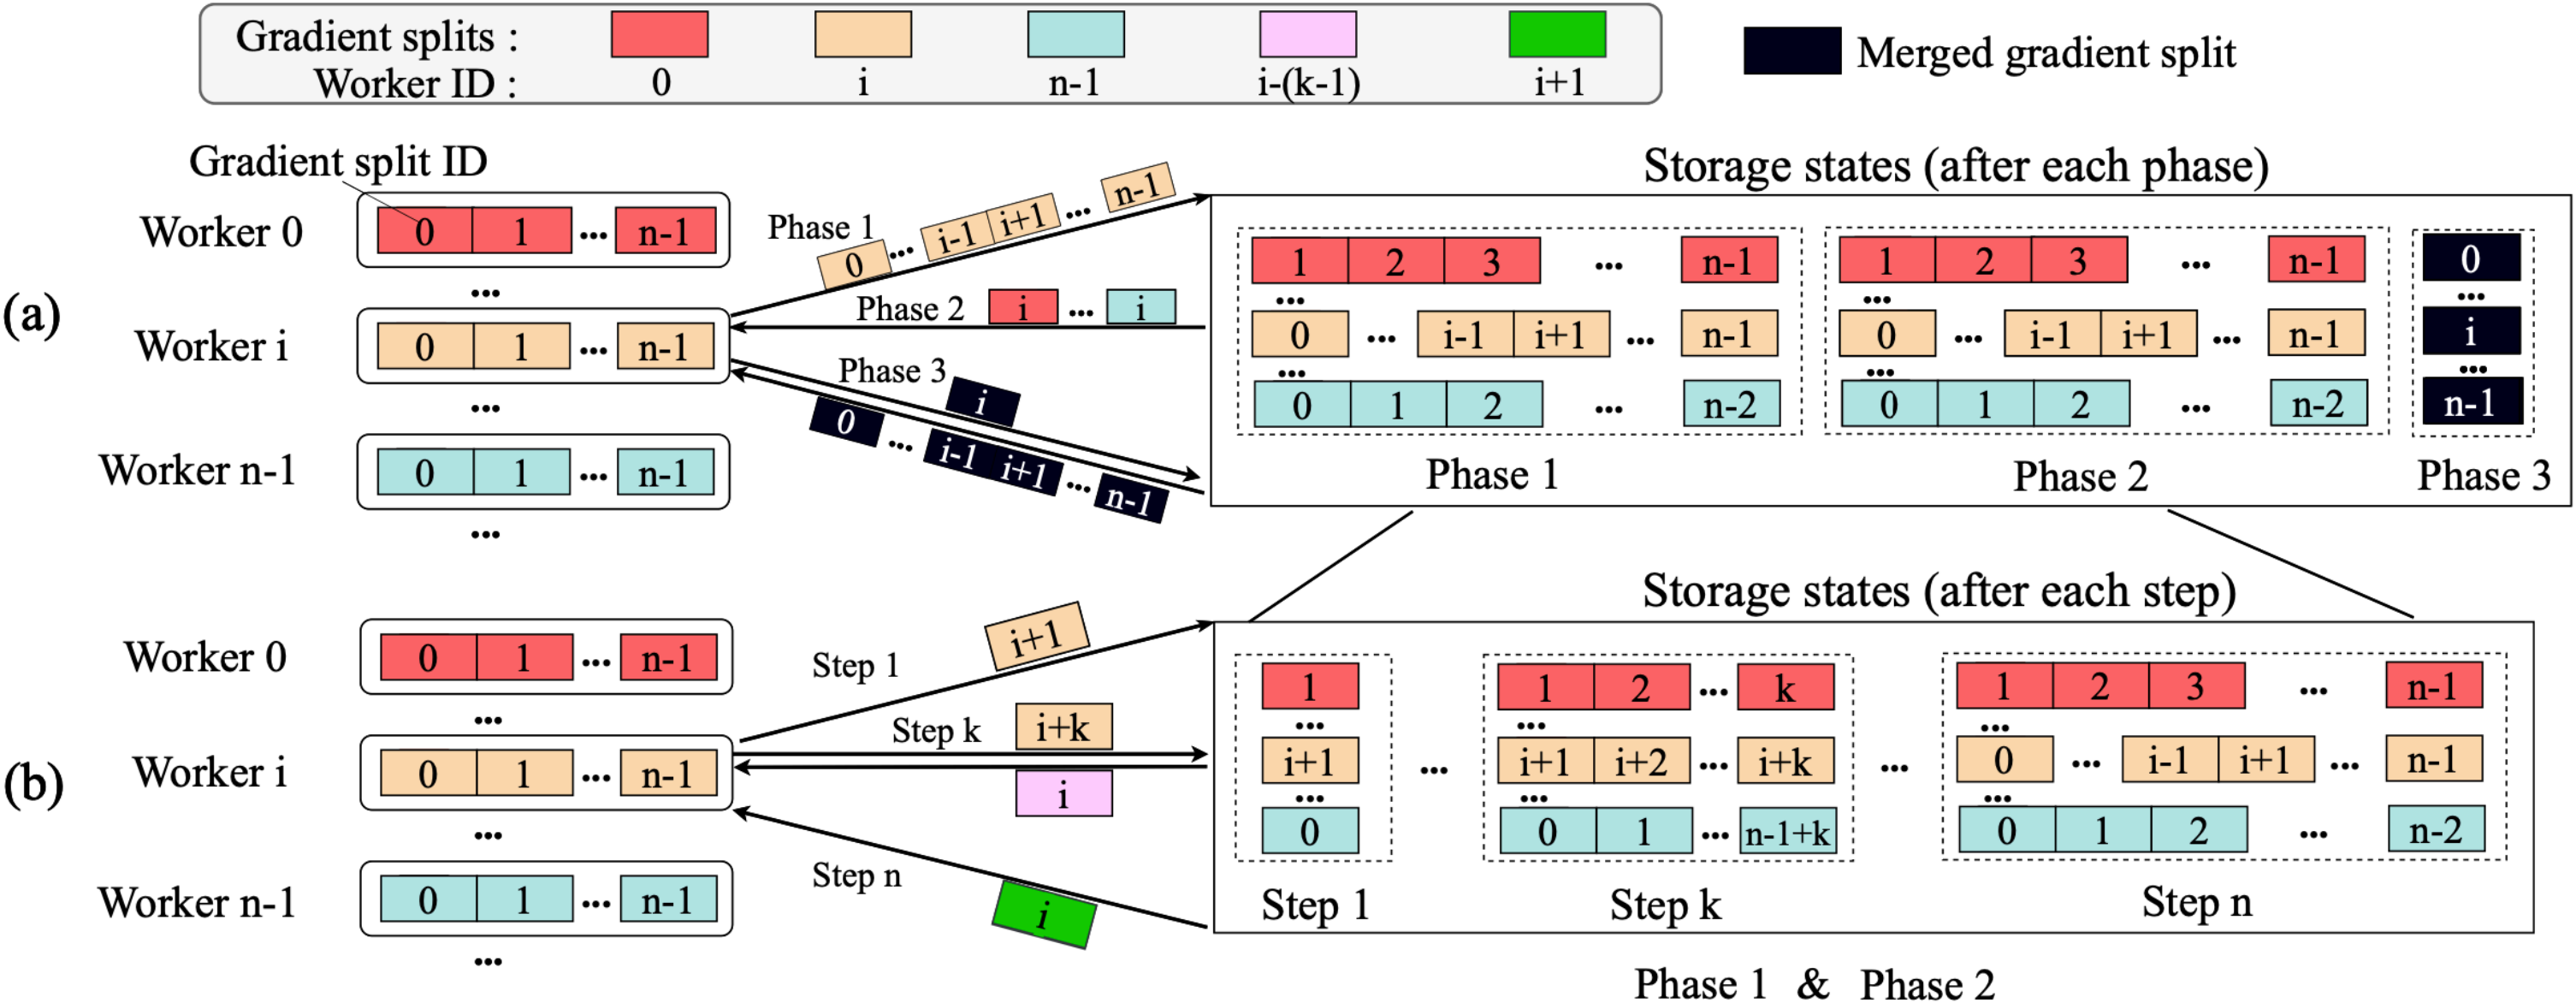 Gradient splits :
Worker ID : 0 i n-1 i-(k-1) i+1
Merged gradient split
Gradient split ID
Storage states (after each phase)
(a)
Worker 0
0 1 ... n-1
...
Worker i
0 1 ... n-1
...
Worker n-1
0 1 ... n-1
...
Phase 1
0 ... i-1 i+1 ... n-1
Phase 2 i ... i
Phase 3 i
0 ... i-1 i+1 ... n-1
1 2 3 ... n-1
...
0 ... i-1 i+1 ... n-1
...
0 1 2 ... n-2
Phase 1
1 2 3 ... n-1
...
0 ... i-1 i+1 ... n-1
...
0 1 2 ... n-2
Phase 2
0
...
i
...
n-1
Phase 3
Storage states (after each step)
(b)
Worker 0
0 1 ... n-1
...
Worker i
0 1 ... n-1
...
Worker n-1
0 1 ... n-1
...
Step 1 i+1
Step k i+k
i
Step n i
1
...
i+1
...
0
Step 1
...
1 2 ... k
...
i+1 i+2 ... i+k
...
0 1 ... n-1+k
Step k
...
1 2 3 ... n-1
...
0 ... i-1 i+1 ... n-1
...
0 1 2 ... n-2
Step n
Phase 1 & Phase 2